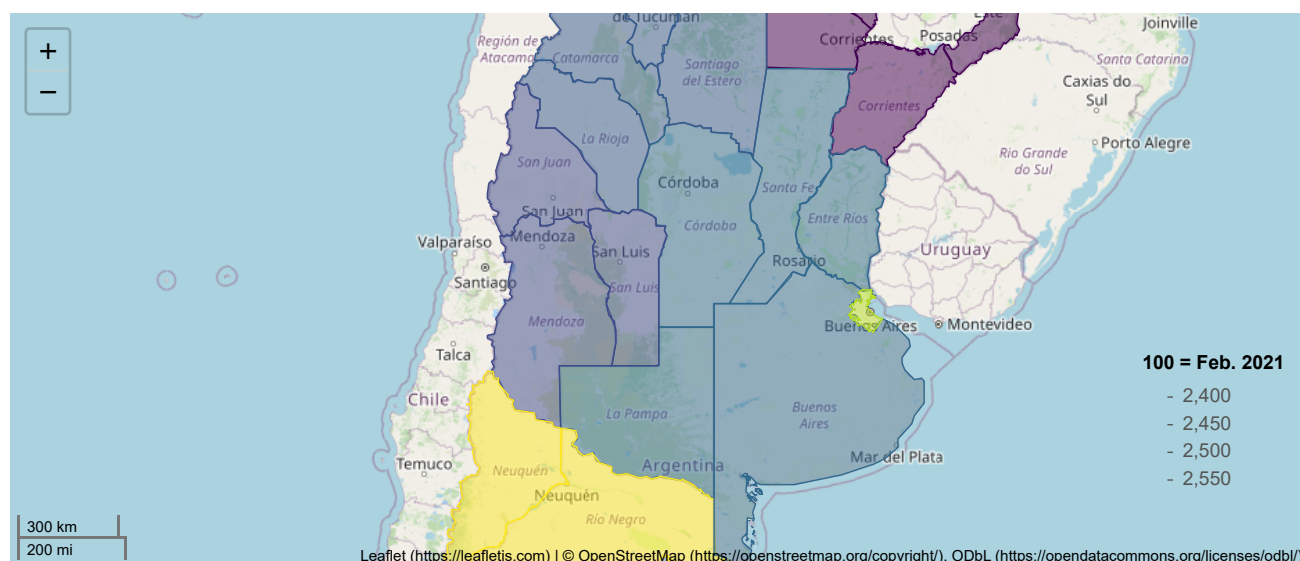 +
−
de Tucumán
Este
Joinville
Región de
Atacama
Catamarca
Santiago
del Estero
Corrientes
Posadas
Santa Catarina
Caxias do
Sul
Corrientes
La Rioja
Porto Alegre
San Juan
Rio Grande
do Sul
Córdoba
Santa Fe
San Juan
Córdoba
Entre Ríos
Valparaíso
Mendoza
San Luis
Rosario
Uruguay
Santiago
San Luis
Mendoza
Buenos Aires
Montevideo
Talca
100 = Feb. 2021
- 2,400
Chile
La Pampa
Buenos
Aires
- 2,450
- 2,500
Temuco
Neuquén
Argentina
Mar del Plata
- 2,550
Neuquén
Río Negro
300 km
200 mi
Leaflet (https://leafletjs.com) | © OpenStreetMap (https://openstreetmap.org/copyright/), ODbL (https://opendatacommons.org/licenses/odbl/)